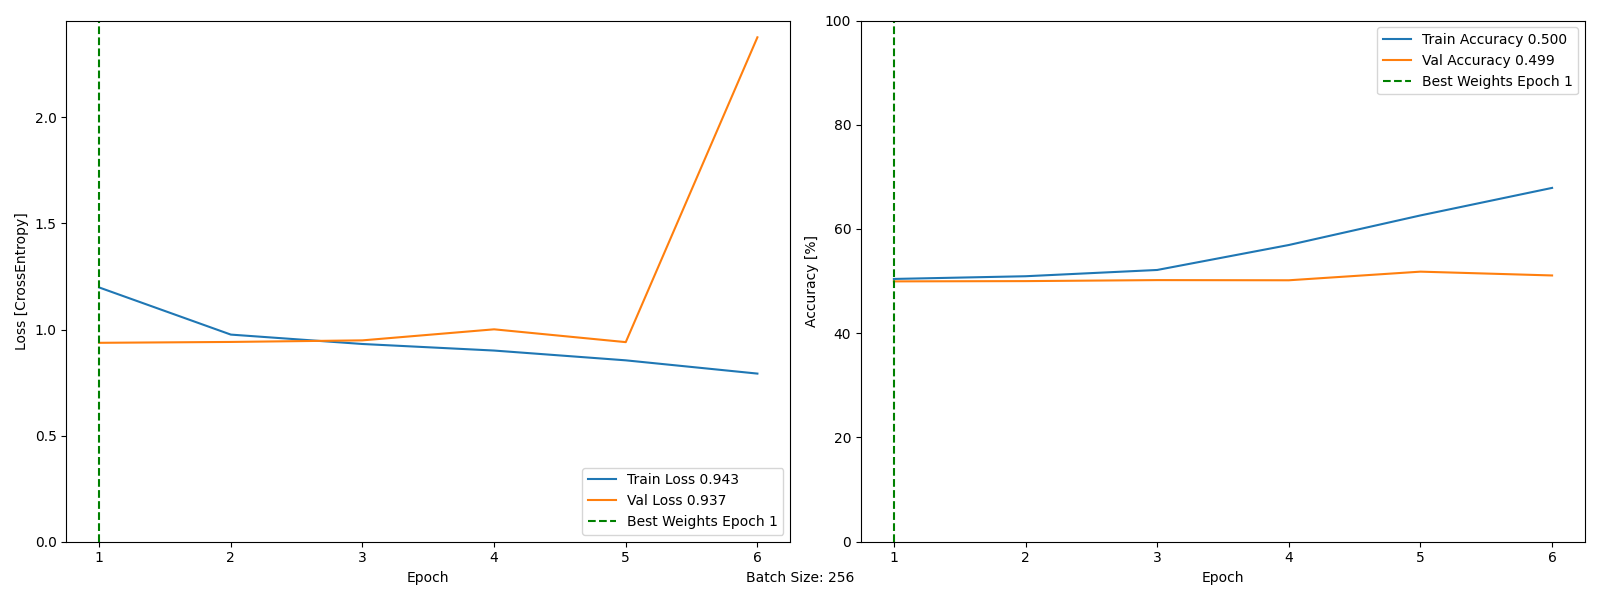 Loss [CrossEntropy]
2.0
1.5
1.0
0.5
0.0
1 2 3 4 5 6
Epoch
Train Loss 0.943
Val Loss 0.937
Best Weights Epoch 1
Batch Size: 256
Accuracy [%]
100
80
60
40
20
0
1 2 3 4 5 6
Epoch
Train Accuracy 0.500
Val Accuracy 0.499
Best Weights Epoch 1